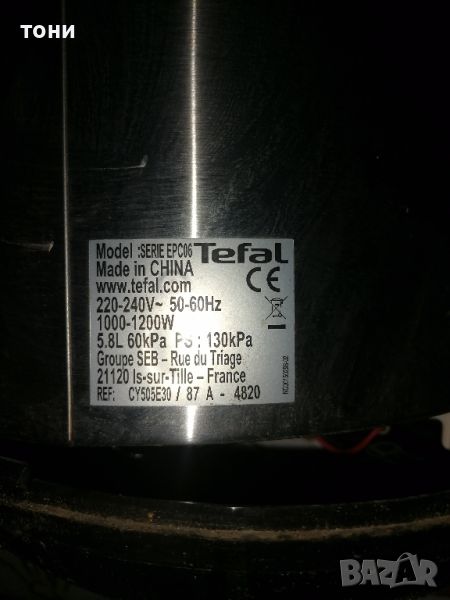 тони
Model :SERIE EPC06 Tefal
Made in CHINA
www.tefal.com
220-240V~ 50-60Hz
1000-1200W
5.8L 60kPa PS : 130kPa
Groupe SEB - Rue du Triage
21120 Is-sur-Tille - France
REF: CY505E30 / 87 A - 4820
BAZAR